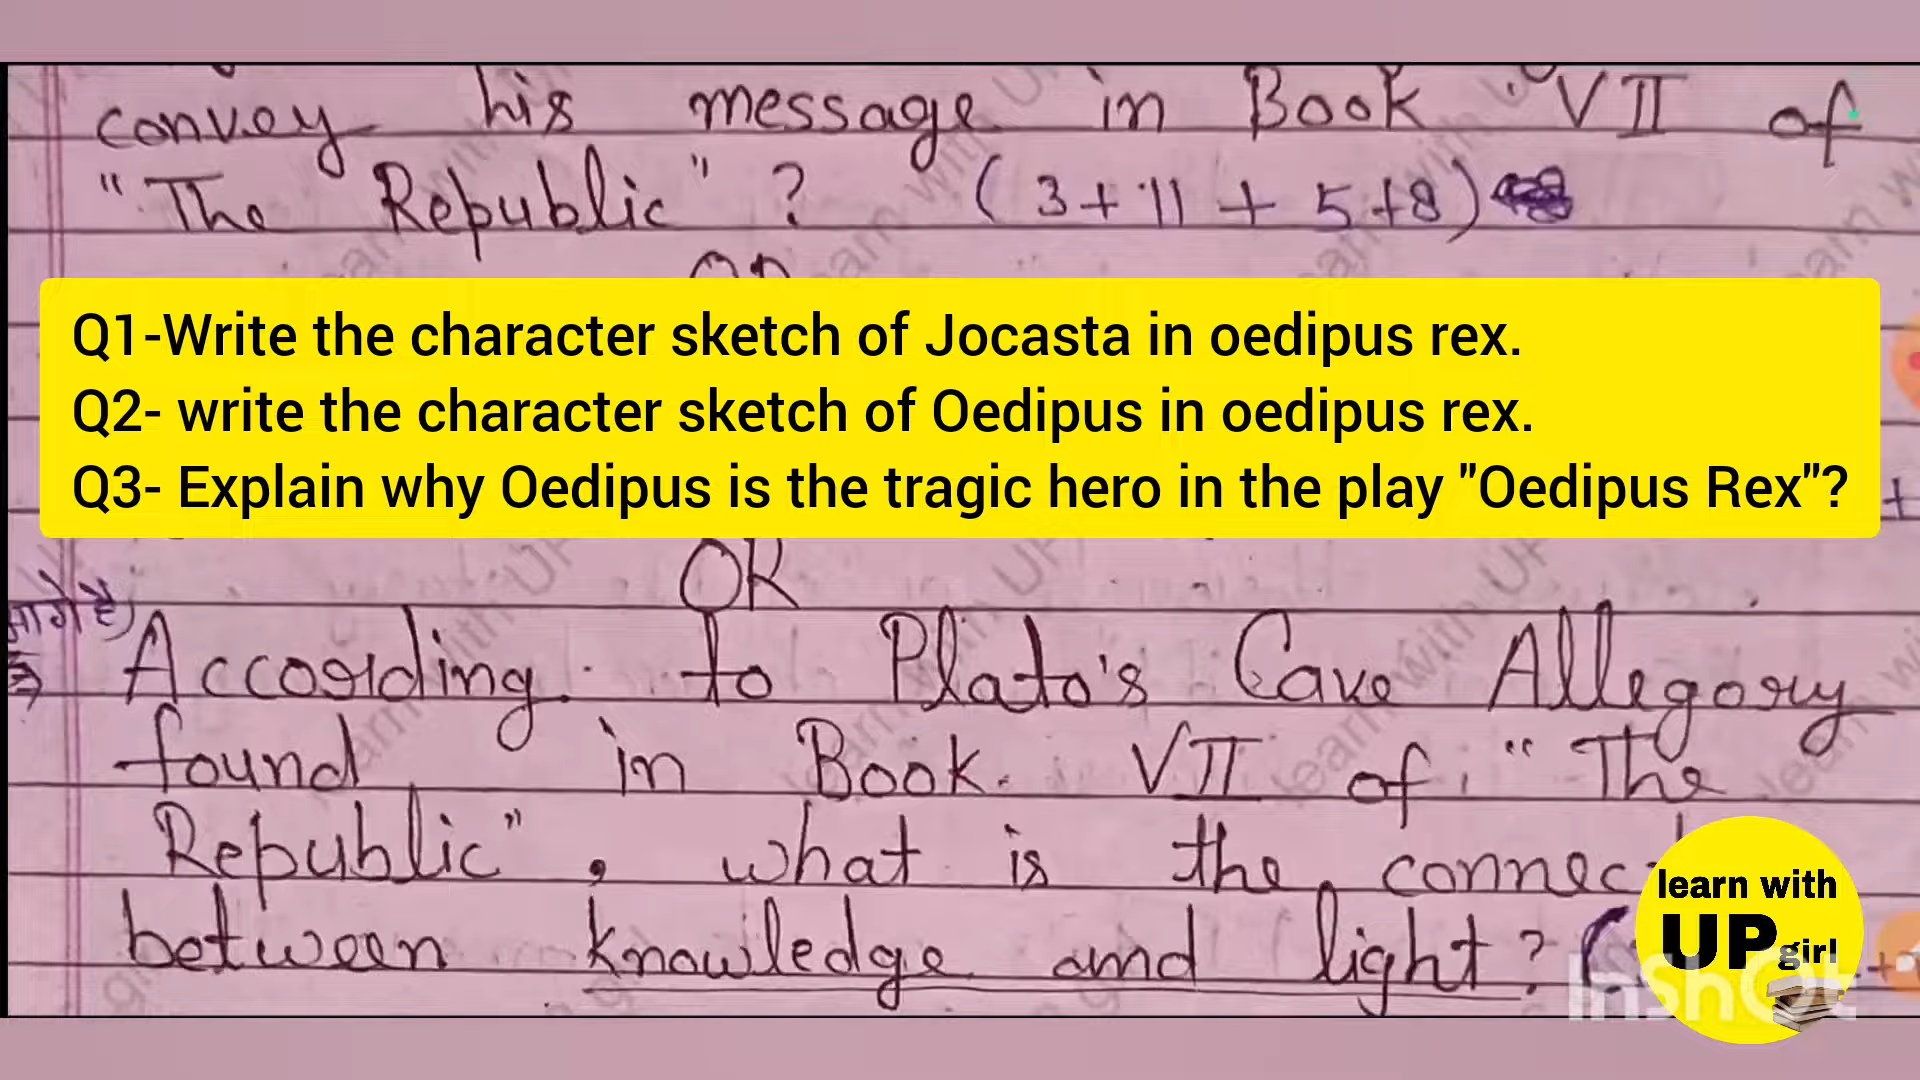 convey his message in Book VII of
"The Republic" ? (3+11+5+8)
Q1-Write the character sketch of Jocasta in oedipus rex.
Q2- write the character sketch of Oedipus in oedipus rex.
Q3- Explain why Oedipus is the tragic hero in the play "Oedipus Rex"?
OR
According to Plato's Cave Allegory
found in Book VII of "The
Republic", what is the
between knowledge and light?
learn with
UP girl
InShOt